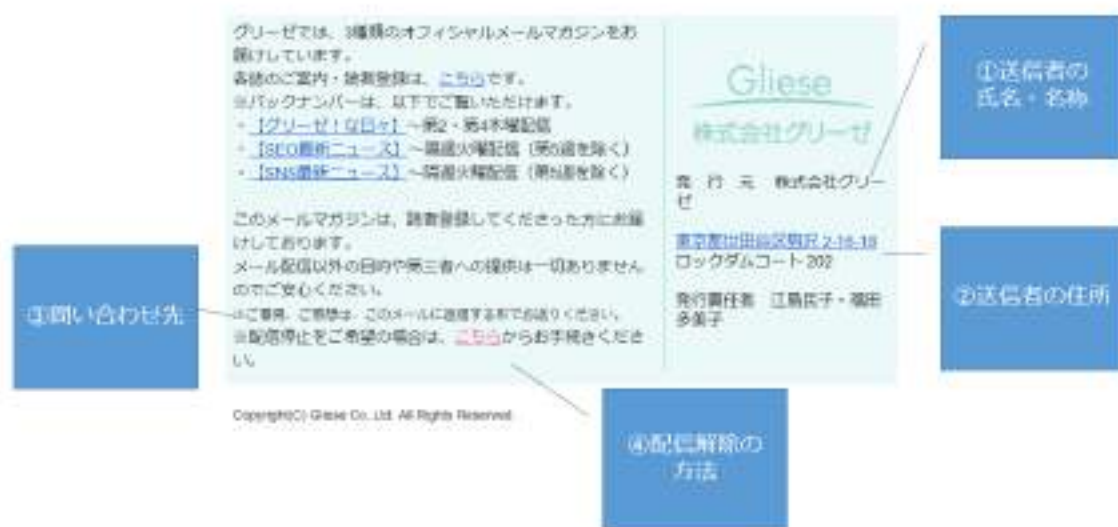 グリーゼでは、3種類のオフィシャルメールマガジンをお
届けしています。
各誌のご案内・読者登録は、こちらです。
※バックナンバーは、以下でご覧いただけます。
・【グリーゼ!な日々】～第2・第4木曜配信
・【SEO最新ニュース】～隔週火曜配信（第5週を除く）
・【SNS最新ニュース】～隔週火曜配信（第5週を除く）
このメールマガジンは、読者登録してくださった方にお届
けしております。
メール配信以外の目的や第三者への提供は一切ありません
のでご安心ください。
※ご意見、ご感想は、このメールに返信する形でお送りください。
※配信停止をご希望の場合は、こちらからお手続きくださ
い。
Gliese
株式会社グリーゼ
発 行 元 株式会社グリー
ゼ
東京都世田谷区駒沢 2-16-18
ロックダムコート 202
発行責任者 江島民子・福田
多美子
Copyright(C) Gliese Co.,Ltd. All Rights Reserved.
①送信者の
氏名・名称
②送信者の住所
③問い合わせ先
④配信解除の
方法